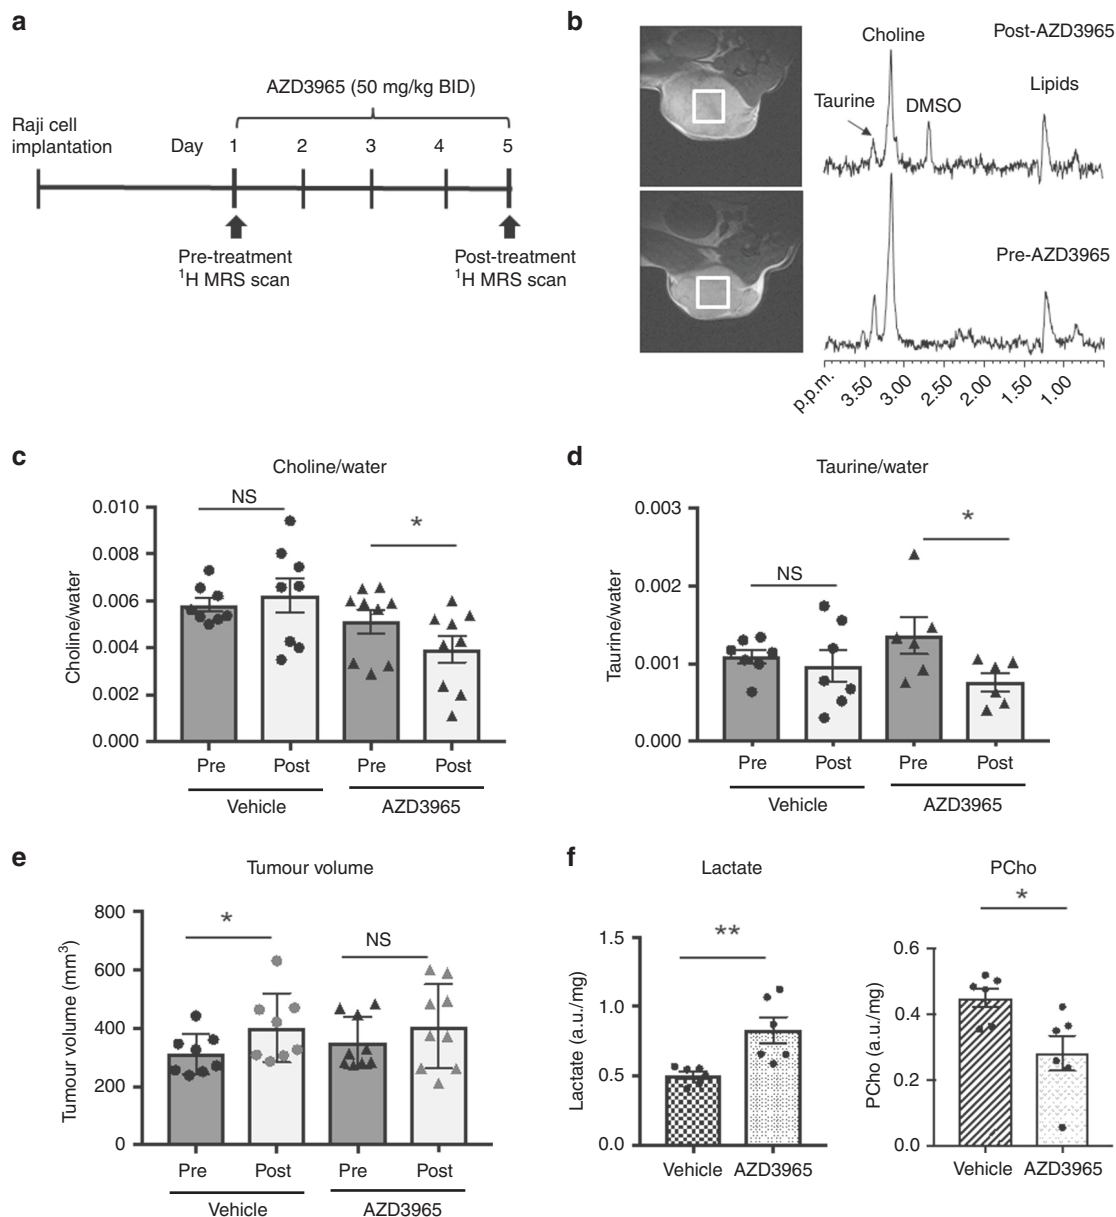 a
AZD3965 (50 mg/kg BID)
Raji cell
implantation
Day 1 2 3 4 5
Pre-treatment
¹H MRS scan
Post-treatment
¹H MRS scan
b
Choline
Post-AZD3965
Taurine
DMSO
Lipids
Pre-AZD3965
p.p.m. 3.50 3.00 2.50 2.00 1.50 1.00
c
Choline/water
NS
*
Choline/water
0.010
0.008
0.006
0.004
0.002
0.000
Pre Post Pre Post
Vehicle AZD3965
d
Taurine/water
NS
*
Taurine/water
0.003
0.002
0.001
0.000
Pre Post Pre Post
Vehicle AZD3965
e
Tumour volume
*
NS
Tumour volume (mm³)
800
600
400
200
0
Pre Post Pre Post
Vehicle AZD3965
f
Lactate
**
Lactate (a.u./mg)
1.5
1.0
0.5
0.0
Vehicle AZD3965
PCho
*
PCho (a.u./mg)
0.6
0.4
0.2
0.0
Vehicle AZD3965